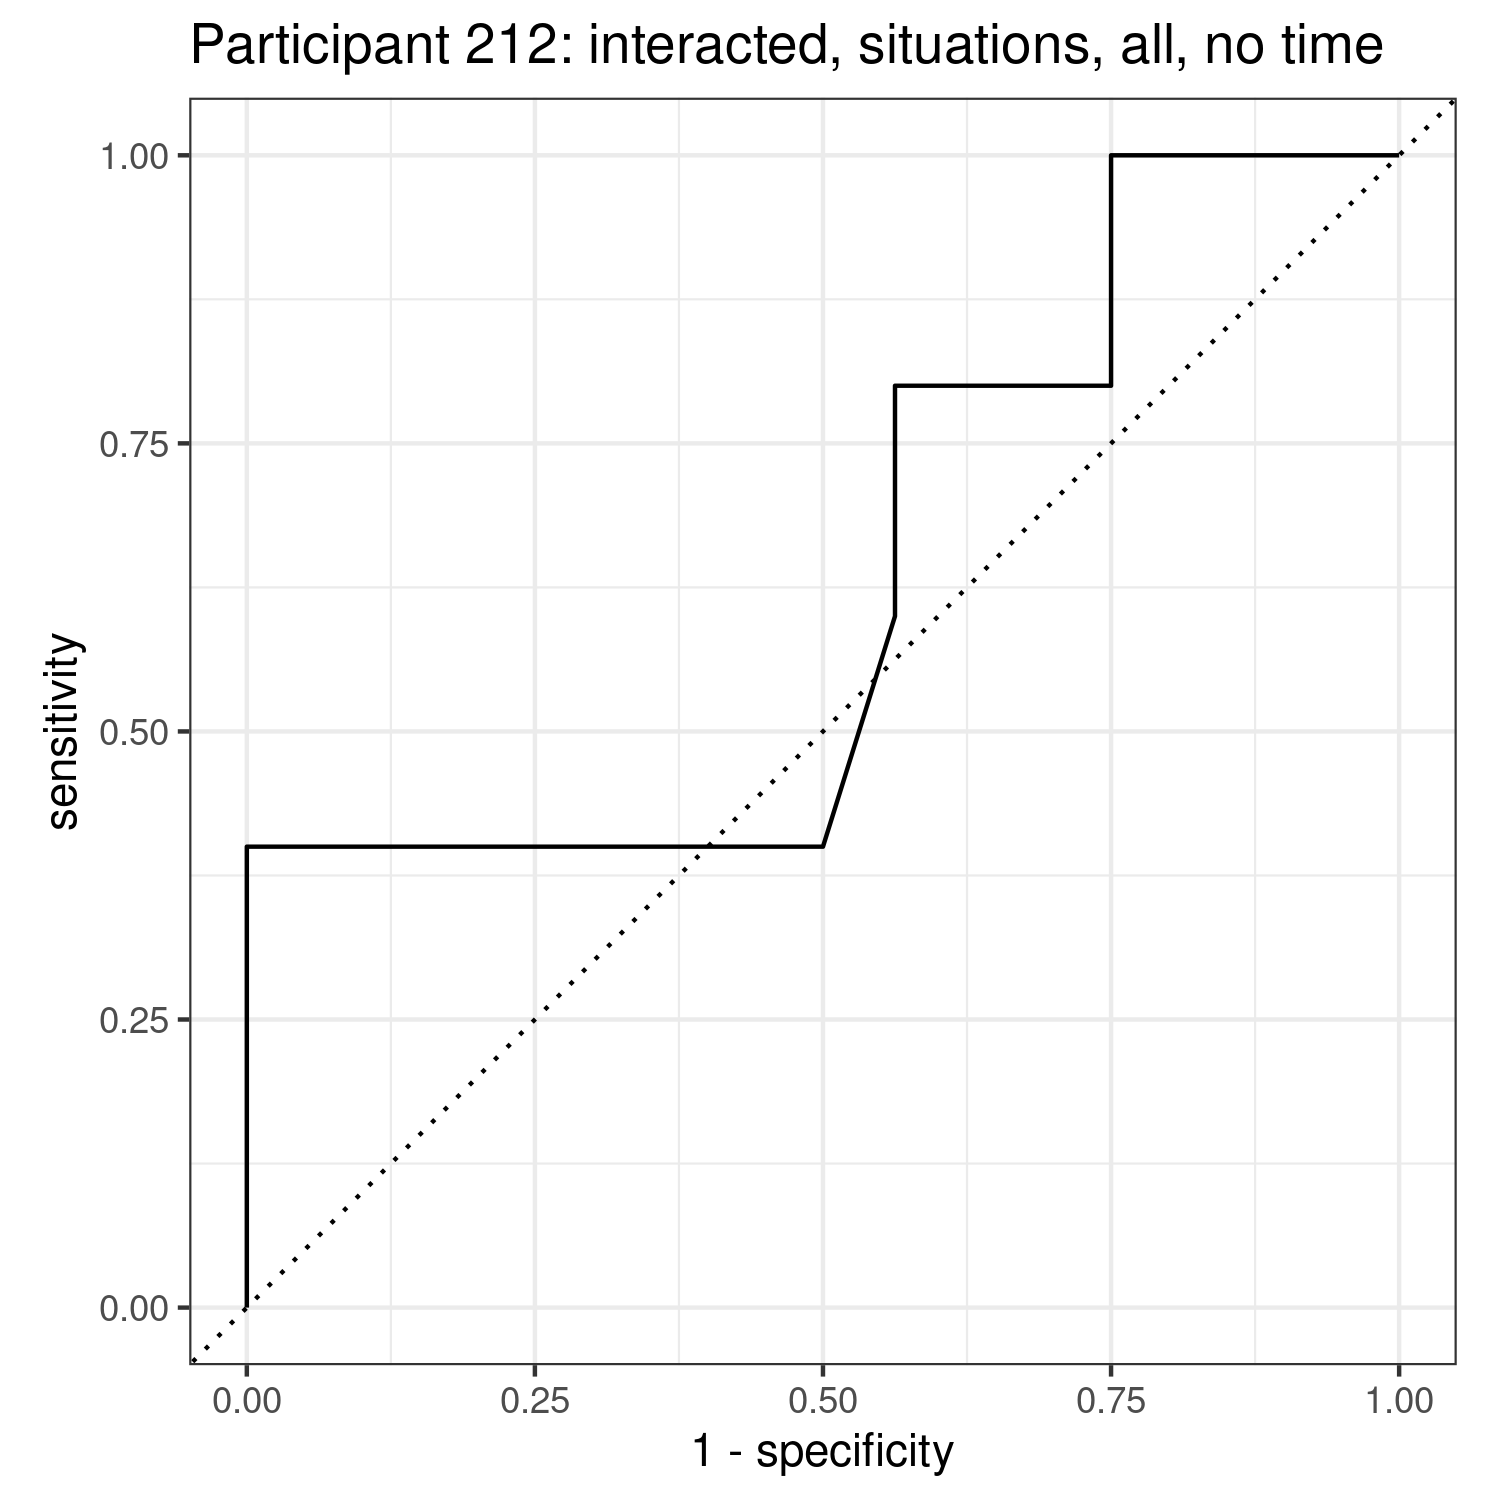 Participant 212: interacted, situations, all, no time
sensitivity
1.00
0.75
0.50
0.25
0.00
0.00 0.25 0.50 0.75 1.00
1 - specificity